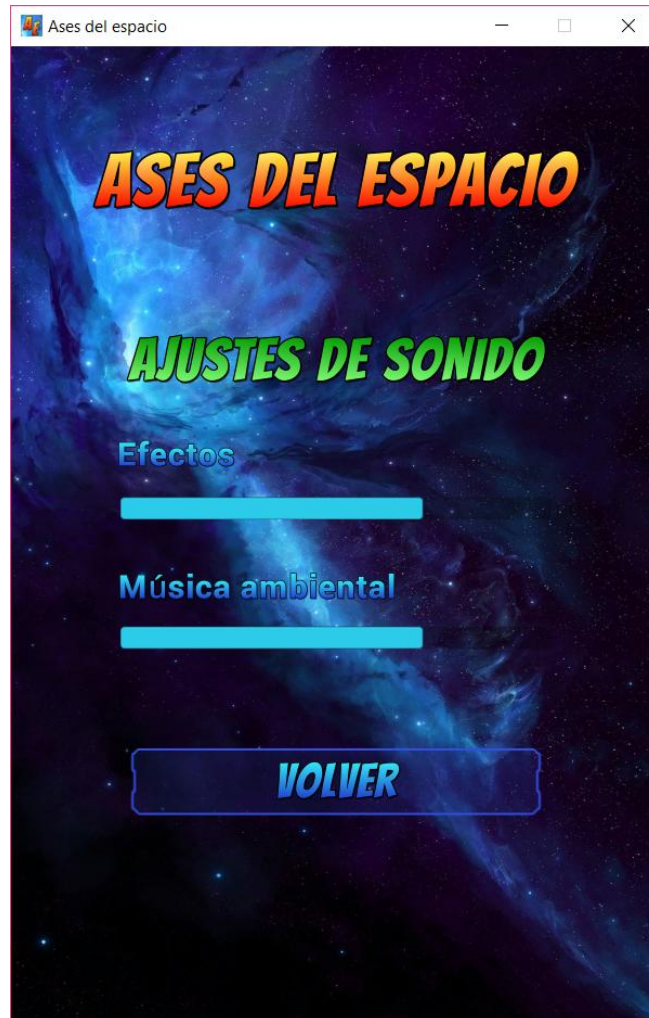 Ases del espacio
ASES DEL ESPACIO
AJUSTES DE SONIDO
Efectos
Música ambiental
VOLVER